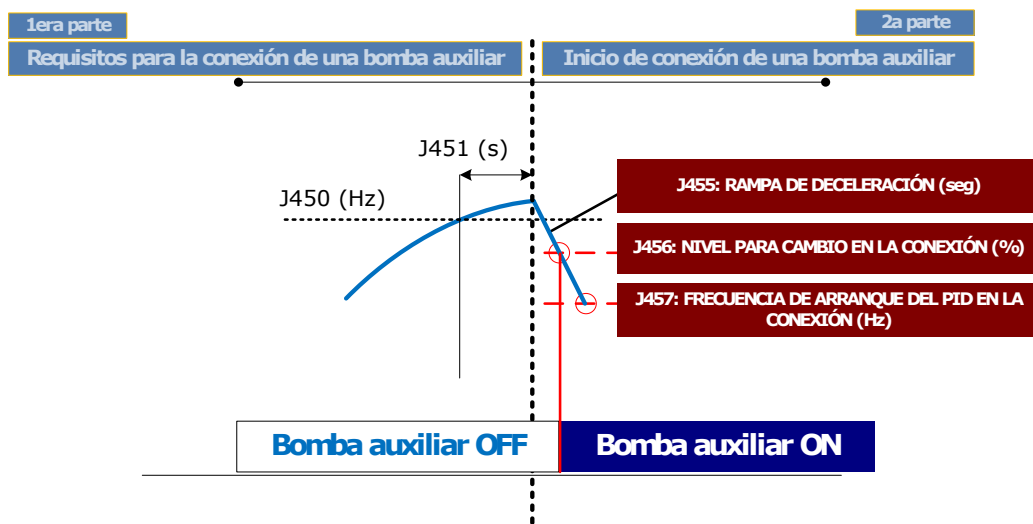 1era parte
2a parte
Requisitos para la conexión de una bomba auxiliar
Inicio de conexión de una bomba auxiliar
J451 (s)
J450 (Hz)
J455: RAMPA DE DECELERACIÓN (seg)
J456: NIVEL PARA CAMBIO EN LA CONEXIÓN (%)
J457: FRECUENCIA DE ARRANQUE DEL PID EN LA
CONEXIÓN (Hz)
Bomba auxiliar OFF
Bomba auxiliar ON